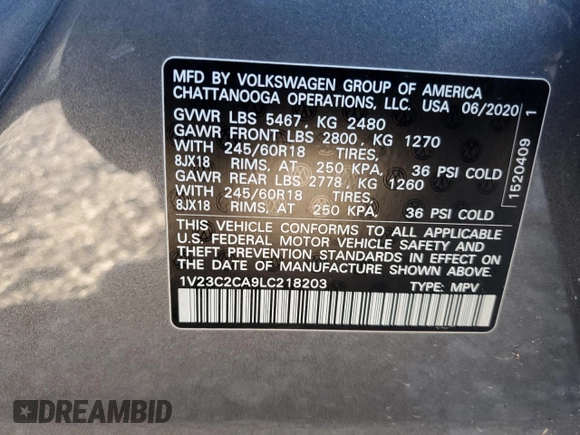 MFD BY VOLKSWAGEN GROUP OF AMERICA
CHATTANOOGA OPERATIONS, LLC. USA 06/2020
GVWR LBS 5467, KG 2480
GAWR FRONT LBS 2800, KG 1270
WITH 245/60R18 TIRES,
8JX18 RIMS, AT 250 KPA, 36 PSI COLD
GAWR REAR LBS 2778, KG 1260
WITH 245/60R18 TIRES,
8JX18 RIMS, AT 250 KPA, 36 PSI COLD
THIS VEHICLE CONFORMS TO ALL APPLICABLE
U.S. FEDERAL MOTOR VEHICLE SAFETY AND
THEFT PREVENTION STANDARDS IN EFFECT ON
THE DATE OF MANUFACTURE SHOWN ABOVE.
1V23C2CA9LC218203 TYPE: MPV
1520409 1
DREAMBID